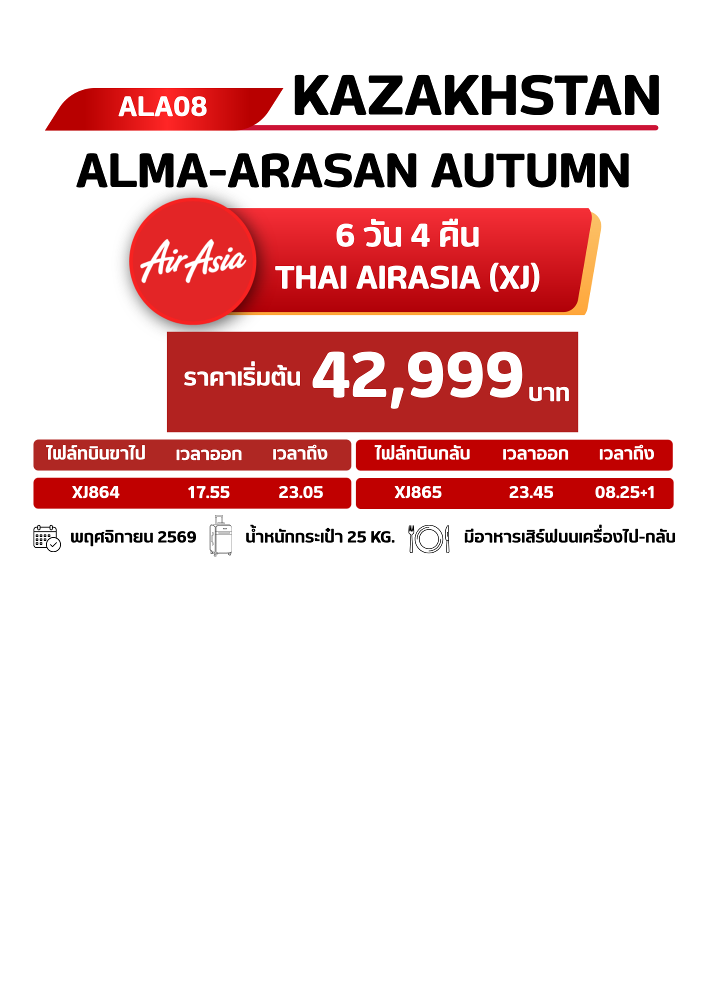 ALA08
KAZAKHSTAN
ALMA-ARASAN AUTUMN
AirAsia
6 วัน 4 คืน
THAI AIRASIA (XJ)
ราคาเริ่มต้น 42,999 บาท
ไฟล์ทบินขาไป เวลาออก เวลาถึง ไฟล์ทบินกลับ เวลาออก เวลาถึง
XJ864 17.55 23.05 XJ865 23.45 08.25+1
พฤศจิกายน 2569 น้ำหนักกระเป๋า 25 KG. มีอาหารเสิร์ฟบนเครื่องไป-กลับ